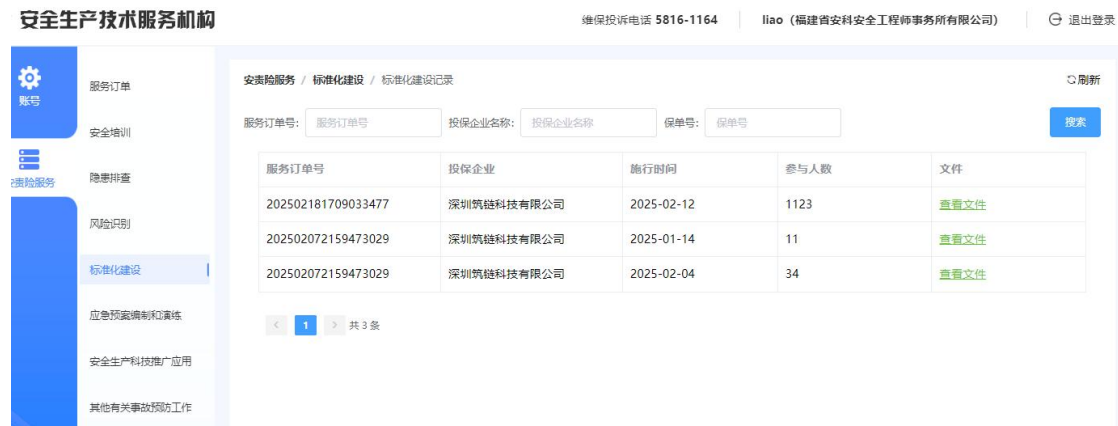 安全生产技术服务机构
维保投诉电话 5816-1164
liao（福建省安科安全工程师事务所有限公司）
退出登录
账号
责险服务
服务订单
安全培训
隐患排查
风险识别
标准化建设
应急预案编制和演练
安全生产科技推广应用
其他有关事故预防工作
安责险服务 / 标准化建设 / 标准化建设记录
刷新
服务订单号: 服务订单号 投保企业名称: 投保企业名称 保单号: 保单号 搜索
服务订单号 投保企业 施行时间 参与人数 文件
202502181709033477 深圳筑链科技有限公司 2025-02-12 1123 查看文件
202502072159473029 深圳筑链科技有限公司 2025-01-14 11 查看文件
202502072159473029 深圳筑链科技有限公司 2025-02-04 34 查看文件
< 1 > 共 3 条